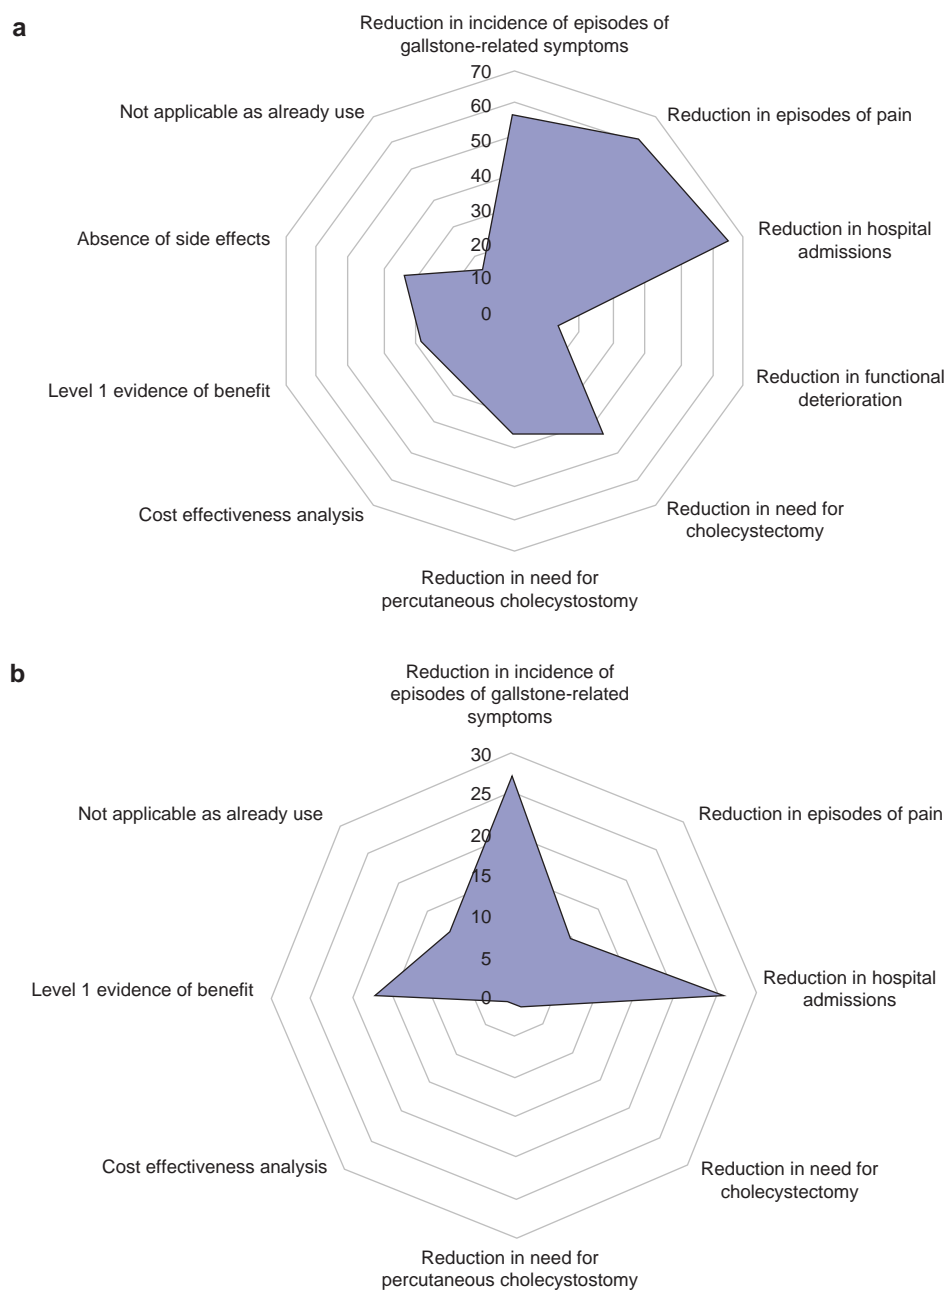 a
Reduction in incidence of episodes of
gallstone-related symptoms
70
60
50
40
30
20
10
0
Not applicable as already use
Reduction in episodes of pain
Absence of side effects
Reduction in hospital
admissions
Level 1 evidence of benefit
Reduction in functional
deterioration
Cost effectiveness analysis
Reduction in need for
cholecystectomy
Reduction in need for
percutaneous cholecystostomy
b
Reduction in incidence of
episodes of gallstone-related
symptoms
30
25
20
15
10
5
0
Not applicable as already use
Reduction in episodes of pain
Level 1 evidence of benefit
Reduction in hospital
admissions
Cost effectiveness analysis
Reduction in need for
cholecystectomy
Reduction in need for
percutaneous cholecystostomy